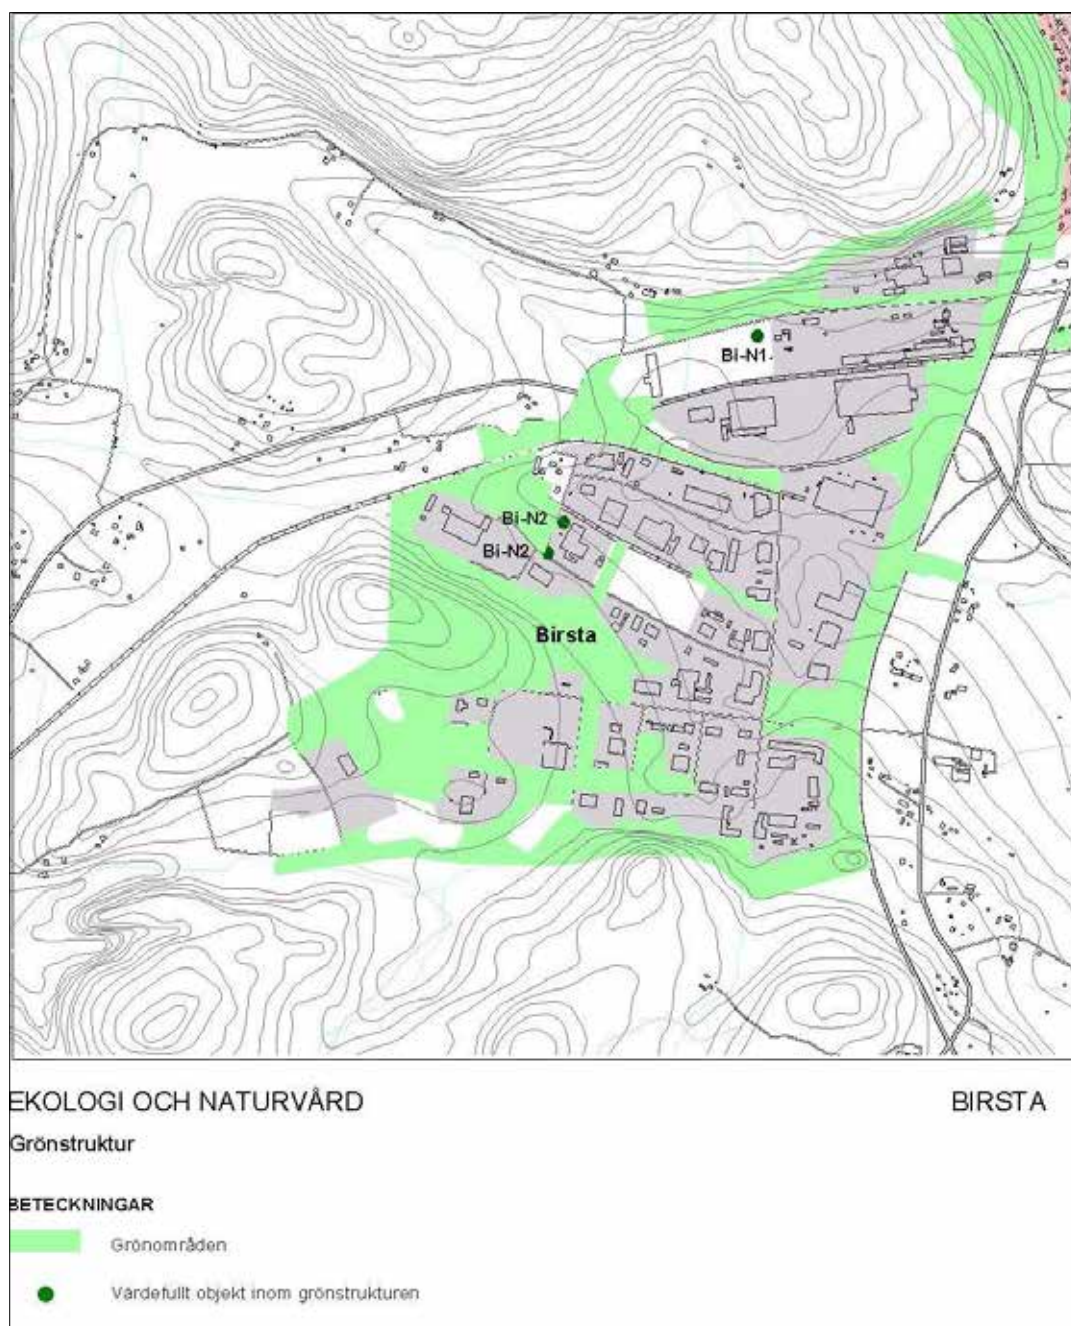 Bi-N1
Bi-N2
Bi-N2
Birsta
EKOLOGI OCH NATURVÅRD
BIRSTA
Grönstruktur
BETECKNINGAR
Grönområden
Värdefullt objekt inom grönstrukturen